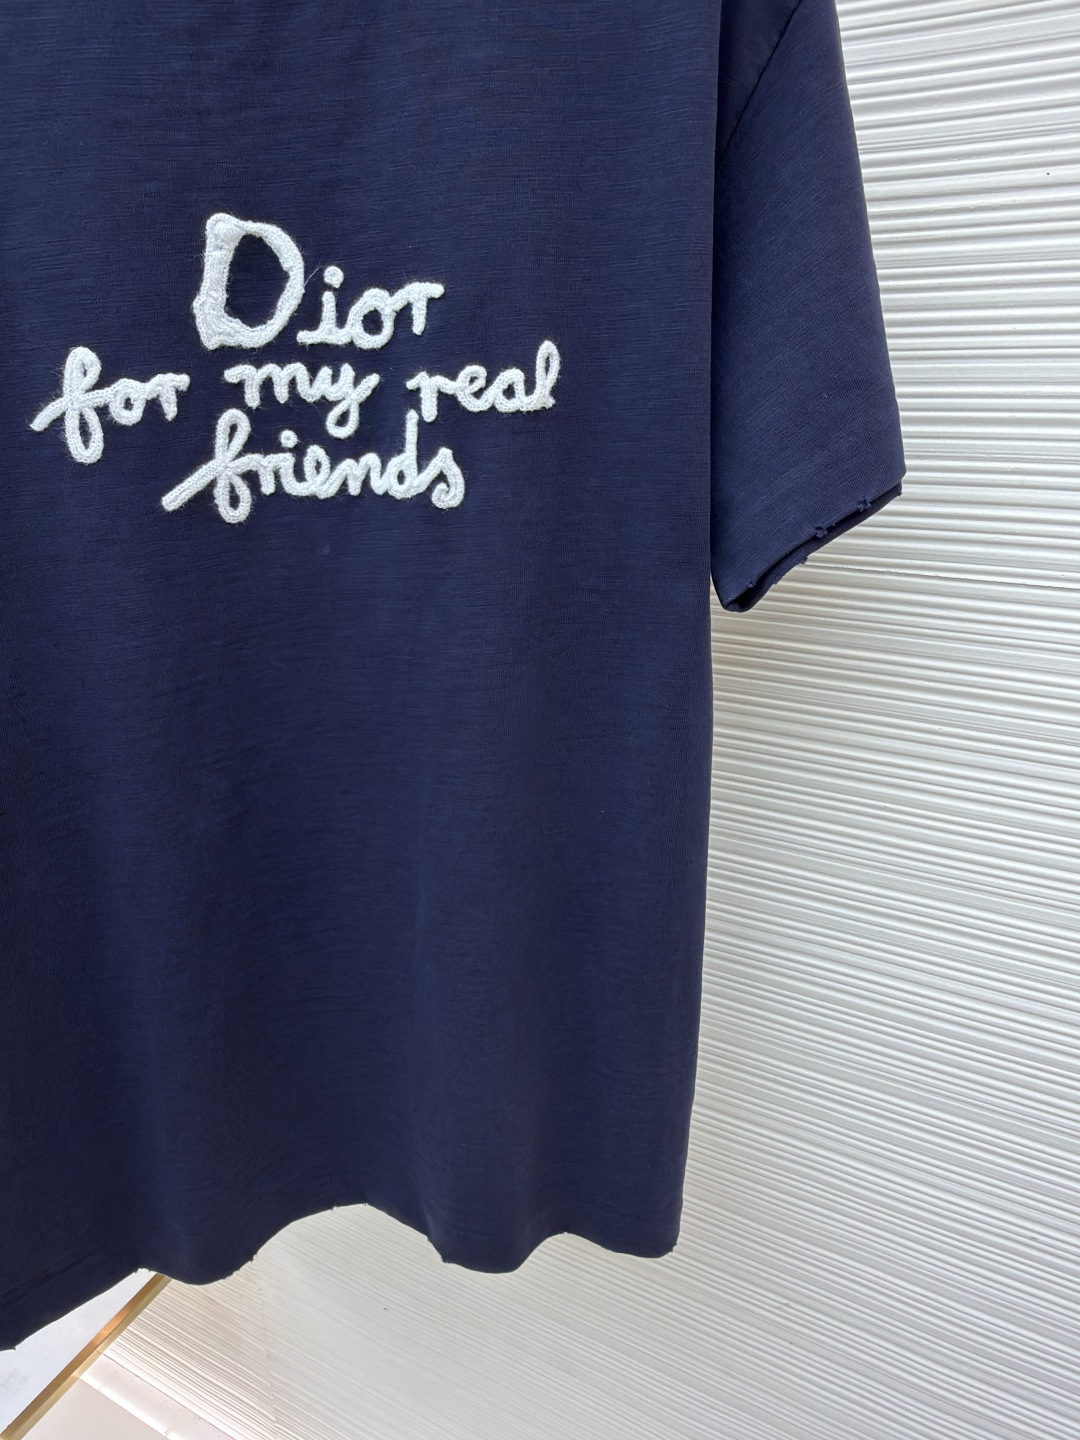 Dior
for my real
friends